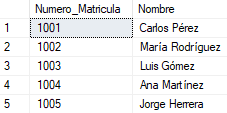 Numero_Matricula Nombre
1 1001 Carlos Pérez
2 1002 María Rodríguez
3 1003 Luis Gómez
4 1004 Ana Martínez
5 1005 Jorge Herrera